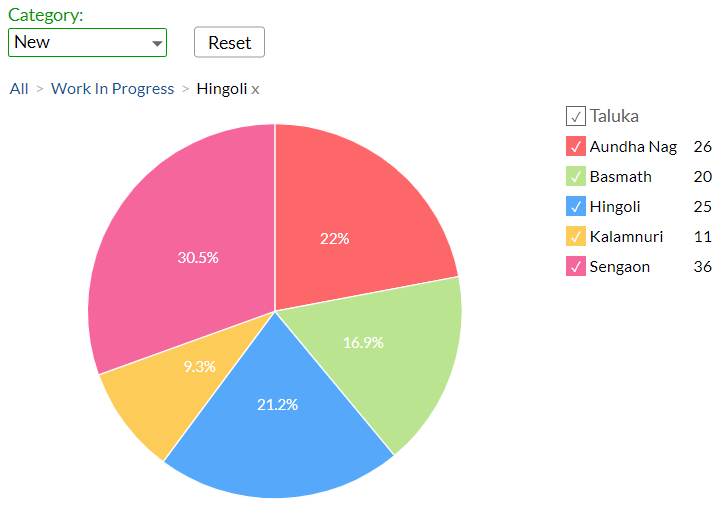 Category:
New
Reset
All > Work In Progress > Hingoli x
Taluka
Aundha Nag 26
Basmath 20
Hingoli 25
Kalamnuri 11
Sengaon 36
22%
30.5%
16.9%
9.3%
21.2%